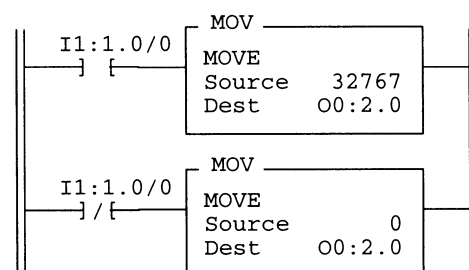 MOV
I1:1.0/0
MOVE
Source 32767
Dest O0:2.0
MOV
I1:1.0/0
MOVE
Source 0
Dest O0:2.0